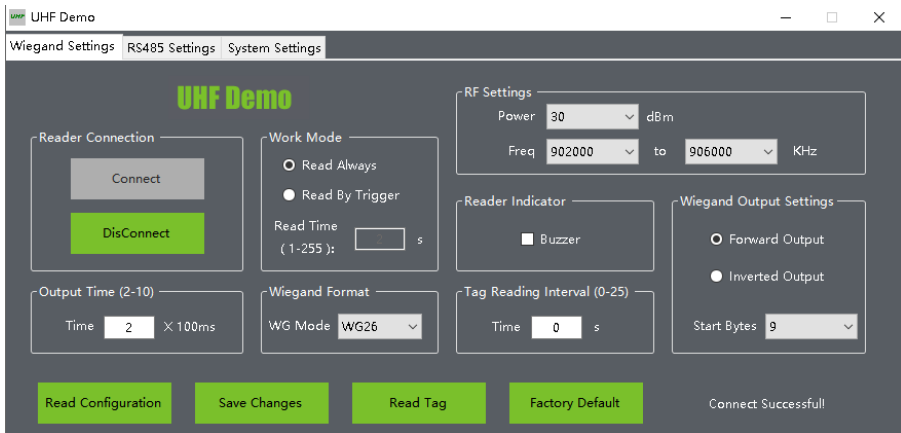 UHF UHF Demo
Wiegand Settings RS485 Settings System Settings
UHF Demo
RF Settings
Power 30 dBm
Freq 902000 to 906000 KHz
Reader Connection
Connect
DisConnect
Work Mode
Read Always
Read By Trigger
Read Time
( 1-255 ): 2 s
Reader Indicator
Buzzer
Wiegand Output Settings
Forward Output
Inverted Output
Start Bytes 9
Output Time (2-10)
Time 2 X 100ms
Wiegand Format
WG Mode WG26
Tag Reading Interval (0-25)
Time 0 s
Read Configuration Save Changes Read Tag Factory Default Connect Successful!